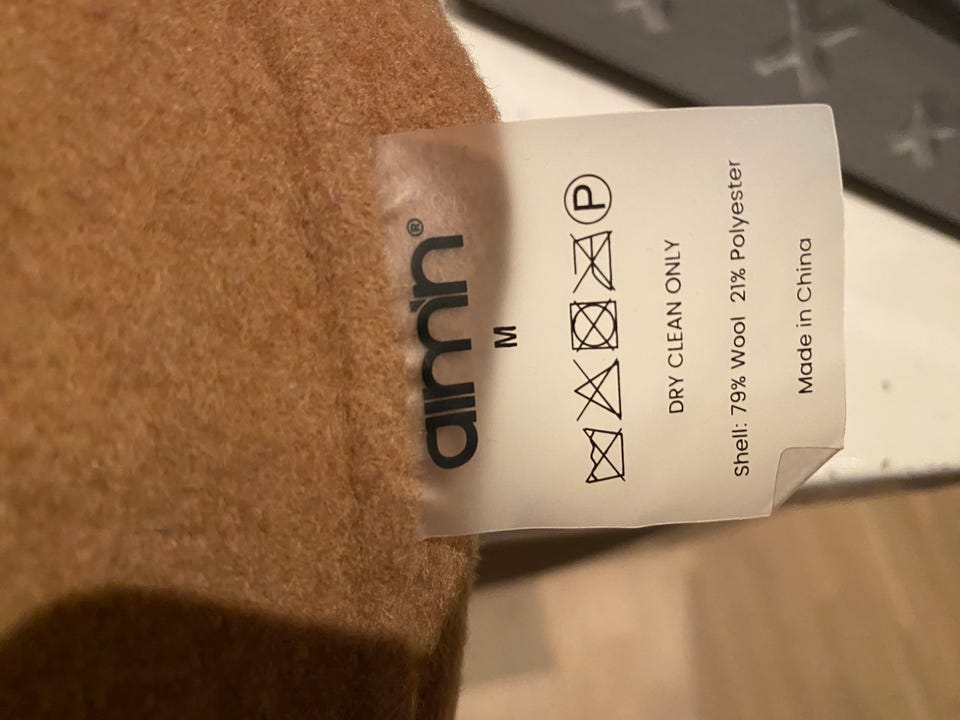 aimn®
M
P
DRY CLEAN ONLY
Shell: 79% Wool 21% Polyester
Made in China